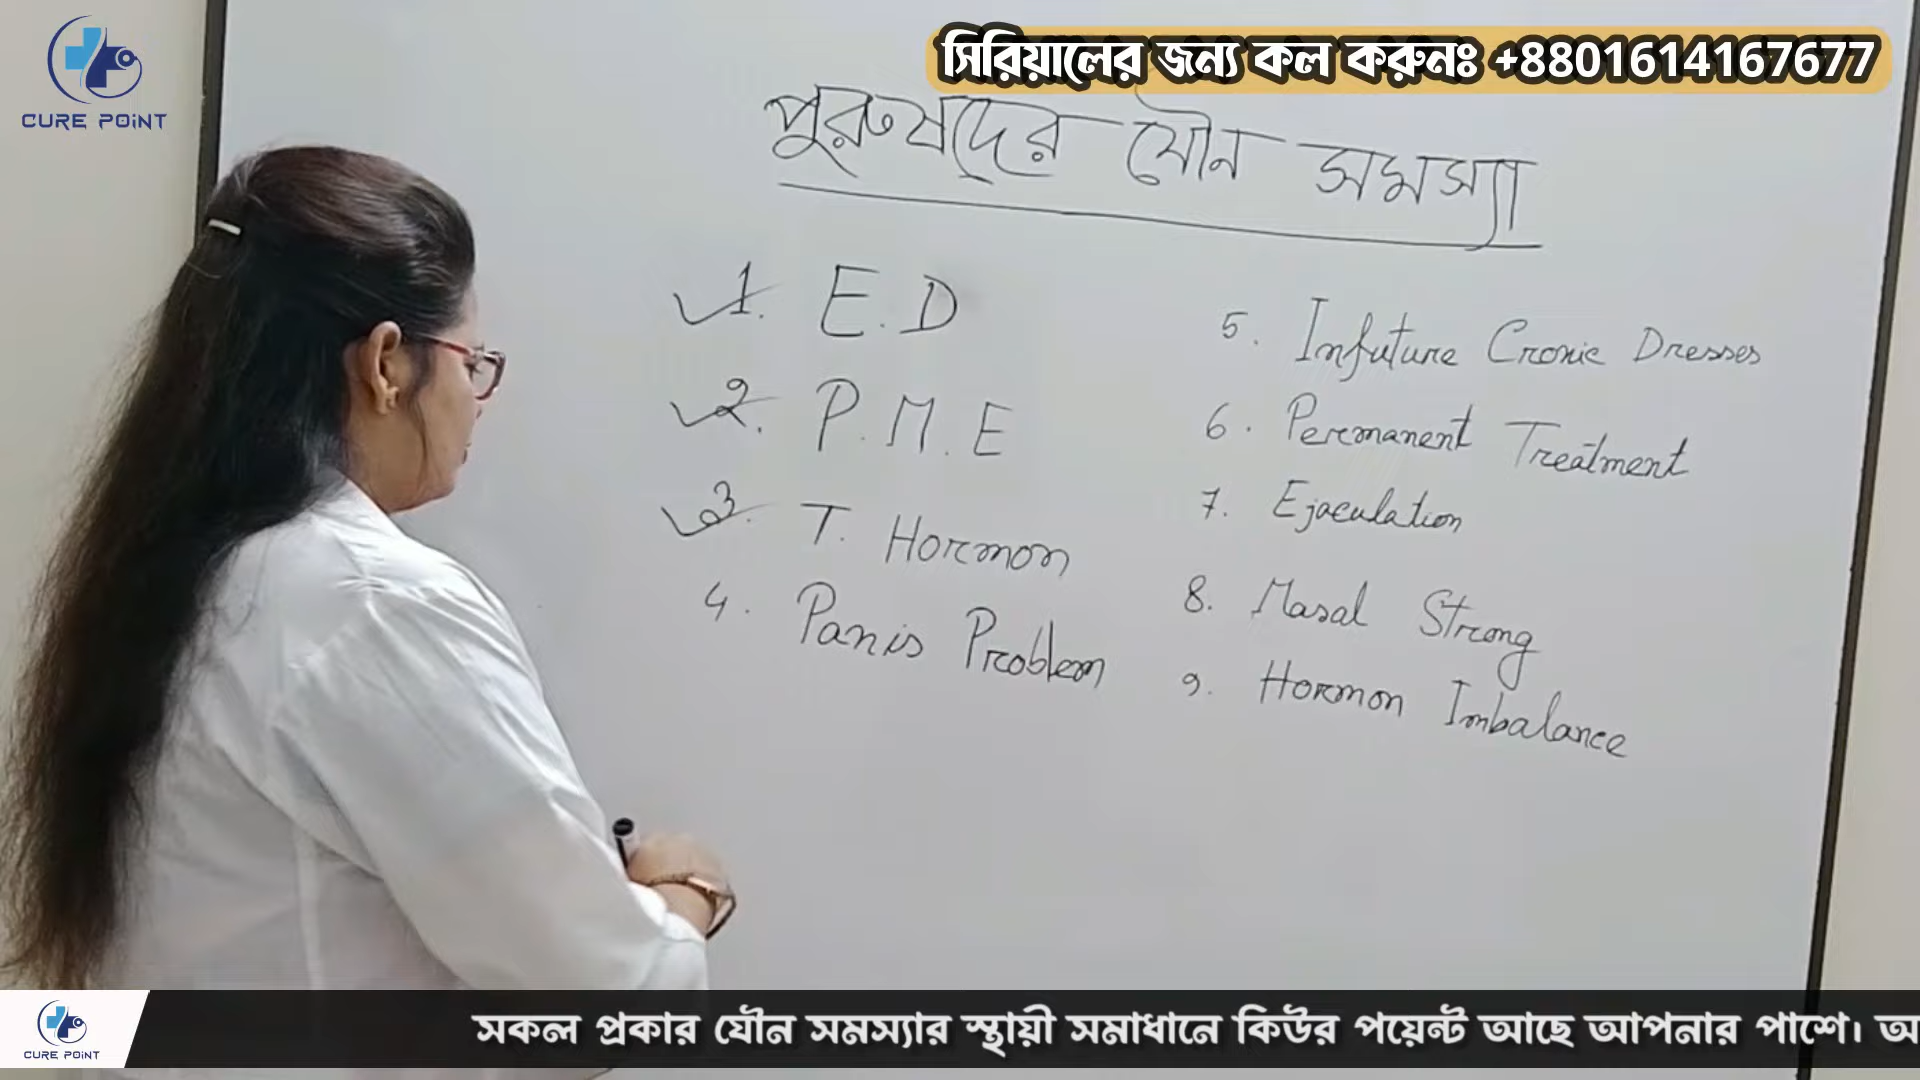 CURE POiNT
সিরিয়ালের জন্য কল করুনঃ +8801614167677
পুরুষদের যৌন সমস্যা
1. E.D
2. P.M.E
3. T. Hormon
4. Panis Problem
5. Infuture Cronic Dresses
6. Permanent Treatment
7. Ejaculation
8. Masal Strong
9. Hormon Imbalance
CURE POiNT
সকল প্রকার যৌন সমস্যার স্থায়ী সমাধানে কিউর পয়েন্ট আছে আপনার পাশে। অ